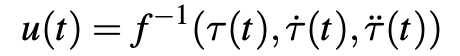 u(t) = f⁻¹(τ(t), τ̇(t), τ̈(t))